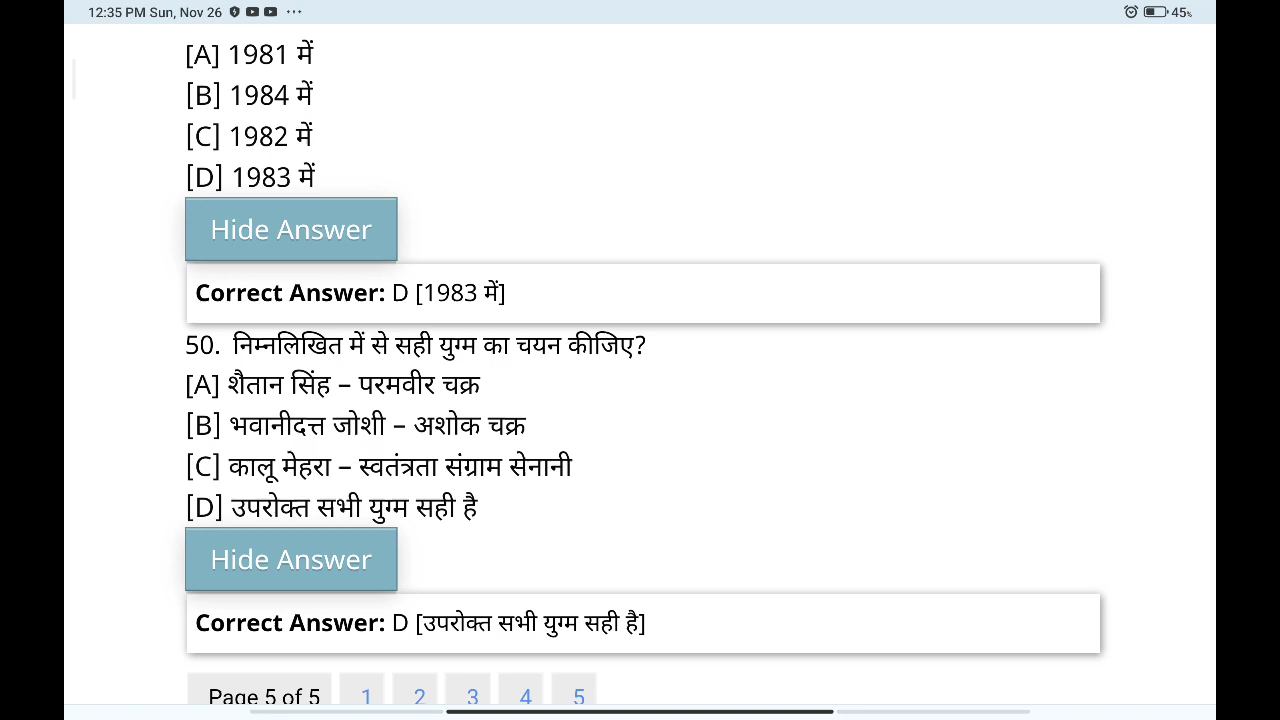 12:35 PM Sun, Nov 26 ··· 45%
[A] 1981 में
[B] 1984 में
[C] 1982 में
[D] 1983 में
Hide Answer
Correct Answer: D [1983 में]
50. निम्नलिखित में से सही युग्म का चयन कीजिए?
[A] शैतान सिंह – परमवीर चक्र
[B] भवानीदत्त जोशी – अशोक चक्र
[C] कालू मेहरा – स्वतंत्रता संग्राम सेनानी
[D] उपरोक्त सभी युग्म सही है
Hide Answer
Correct Answer: D [उपरोक्त सभी युग्म सही है]
Page 5 of 5 1 2 3 4 5